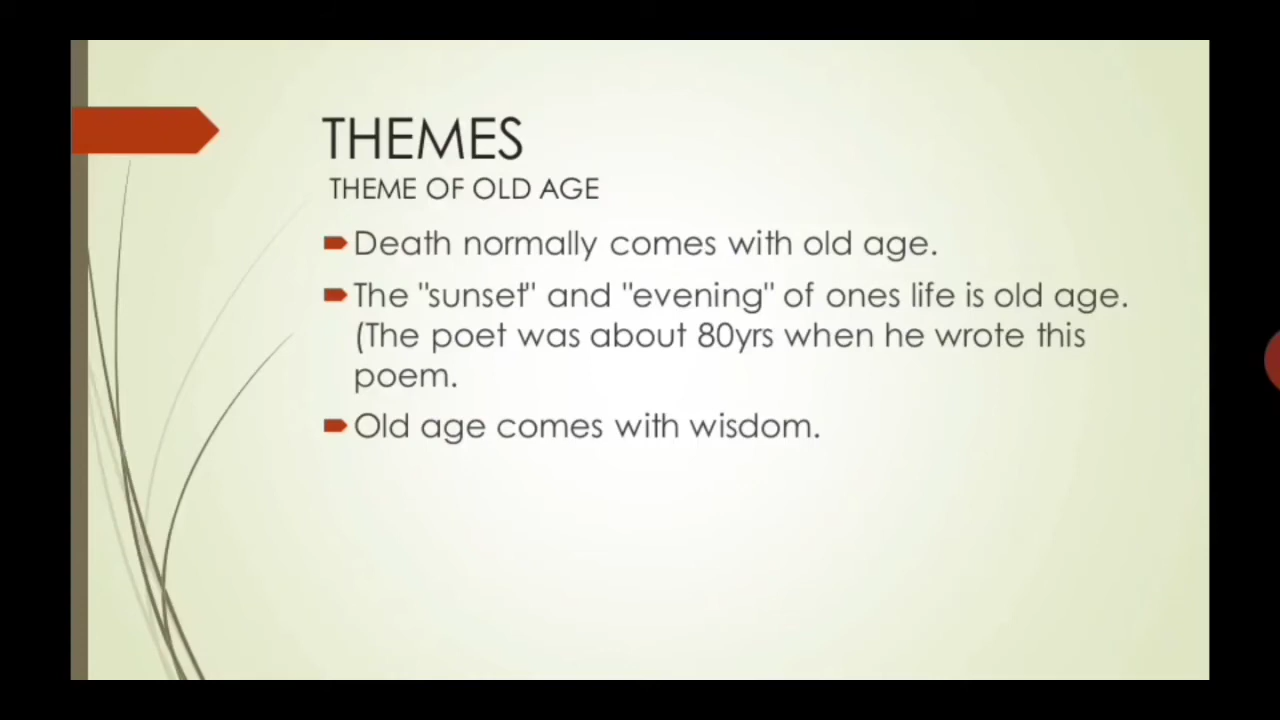 THEMES
THEME OF OLD AGE
Death normally comes with old age.
The "sunset" and "evening" of ones life is old age.
(The poet was about 80yrs when he wrote this
poem.
Old age comes with wisdom.